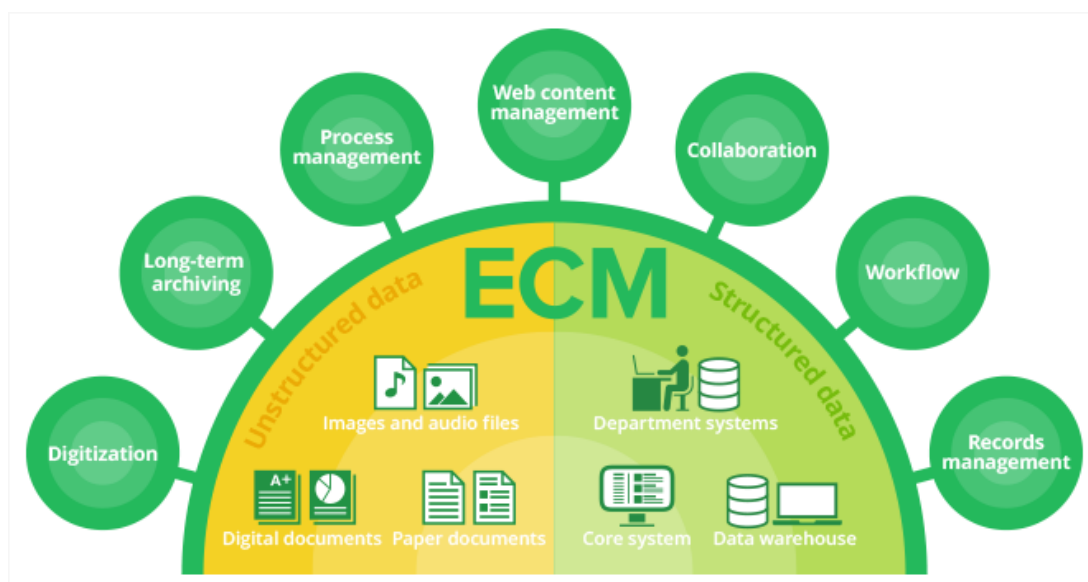 Web content
management
Process
management
Collaboration
Long-term
archiving
Workflow
Digitization
Records
management
ECM
Unstructured data
Structured data
Images and audio files
Department systems
A+
Digital documents
Paper documents
Core system
Data warehouse